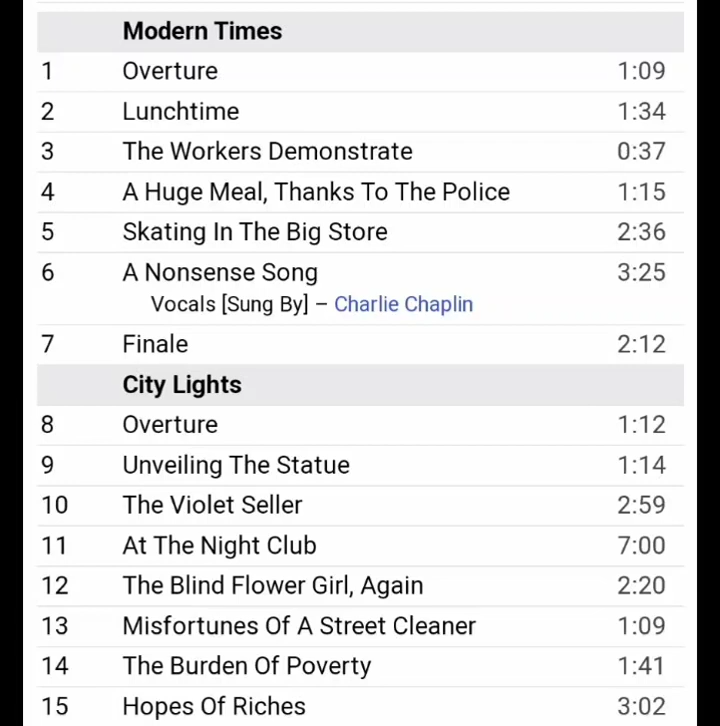 Modern Times
1 Overture 1:09
2 Lunchtime 1:34
3 The Workers Demonstrate 0:37
4 A Huge Meal, Thanks To The Police 1:15
5 Skating In The Big Store 2:36
6 A Nonsense Song 3:25
Vocals [Sung By] – Charlie Chaplin
7 Finale 2:12
City Lights
8 Overture 1:12
9 Unveiling The Statue 1:14
10 The Violet Seller 2:59
11 At The Night Club 7:00
12 The Blind Flower Girl, Again 2:20
13 Misfortunes Of A Street Cleaner 1:09
14 The Burden Of Poverty 1:41
15 Hopes Of Riches 3:02